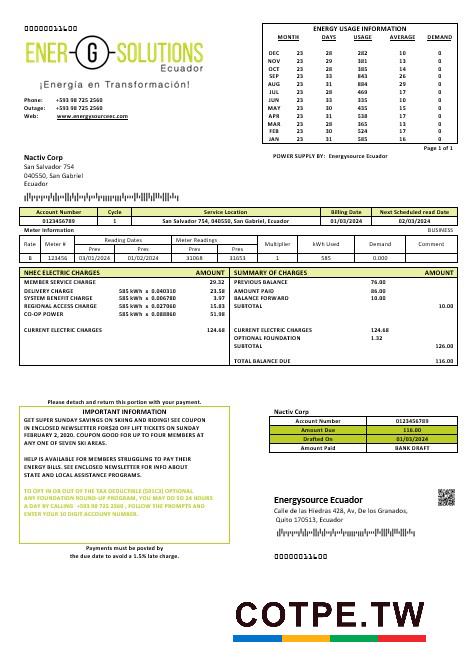 0000011600
ENER-G-SOLUTIONS
Ecuador
¡Energía en Transformación!
Phone: +593 98 725 2560
Outage: +593 98 725 2560
Web: www.energysourceec.com
ENERGY USAGE INFORMATION
MONTH DAYS USAGE AVERAGE DEMAND
DEC 23 28 282 10 0
NOV 23 29 381 13 0
OCT 23 28 385 14 0
SEP 23 33 843 26 0
AUG 23 31 884 29 0
JUL 23 28 469 17 0
JUN 23 33 335 10 0
MAY 23 30 435 15 0
APR 23 31 537 17 0
MAR 23 28 365 13 0
FEB 23 30 524 17 0
JAN 23 31 585 16 0
Page 1 of 1
POWER SUPPLY BY: Energysource Ecuador
Nactiv Corp
San Salvador 754
040550, San Gabriel
Ecuador
Account Number Cycle Service Location Billing Date Next Scheduled read Date
0123456789 1 San Salvador 754, 040550, San Gabriel, Ecuador 01/03/2024 02/03/2024
Meter Information BUSINESS
Rate Meter # Reading Dates Meter Readings Multiplier kWh Used Demand Comment
Prev Prev Prev Prev
B 123456 03/01/2024 01/02/2024 31068 31653 1 585 0.000
NHEC ELECTRIC CHARGES AMOUNT
MEMBER SERVICE CHARGE 29.32
DELIVERY CHARGE 585 kWh x 0.040310 23.58
SYSTEM BENEFIT CHARGE 585 kWh x 0.006780 3.97
REGIONAL ACCESS CHARGE 585 kWh x 0.027060 15.83
CO-OP POWER 585 kWh x 0.088860 51.98
CURRENT ELECTRIC CHARGES 124.68
SUMMARY OF CHARGES AMOUNT
PREVIOUS BALANCE 76.00
AMOUNT PAID 86.00
BALANCE FORWARD 10.00
SUBTOTAL 10.00
CURRENT ELECTRIC CHARGES 124.68
OPTIONAL FOUNDATION 1.32
SUBTOTAL 126.00
TOTAL BALANCE DUE 116.00
Please detach and return this portion with your payment.
IMPORTANT INFORMATION
GET SUPER SUNDAY SAVINGS ON SKIING AND RIDING! SEE COUPON
IN ENCLOSED NEWSLETTER FOR$20 OFF LIFT TICKETS ON SUNDAY
FEBRUARY 2, 2020. COUPON GOOD FOR UP TO FOUR MEMBERS AT
ANY ONE OF SEVEN SKI AREAS.
HELP IS AVAILABLE FOR MEMBERS STRUGGLING TO PAY THEIR
ENERGY BILLS. SEE ENCLOSED NEWSLETTER FOR INFO ABOUT
STATE AND LOCAL ASSISTANCE PROGRAMS.
TO OPT IN OR OUT OF THE TAX DEDUCTIBLE (501C3) OPTIONAL
ANY FOUNDATION ROUND-UP PROGRAM, YOU MAY DO SO 24 HOURS
A DAY BY CALLING +593 98 725 2560 , FOLLOW THE PROMPTS AND
ENTER YOUR 10 DIGIT ACCOUNT NUMBER.
Payments must be posted by
the due date to avoid a 1.5% late charge.
Nactiv Corp
Account Number 0123456789
Amount Due 116.00
Drafted On 01/03/2024
Amount Paid BANK DRAFT
Energysource Ecuador
Calle de las Hiedras 428, Av, De los Granados,
Quito 170513, Ecuador
0000011600
COTPE.TW